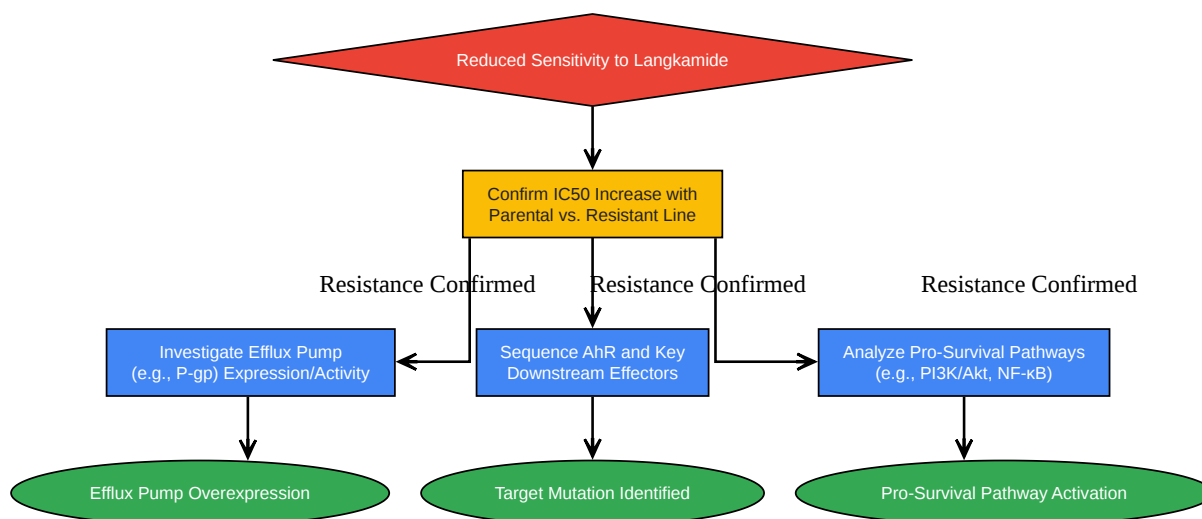 Reduced Sensitivity to Langkamide
Confirm IC50 Increase with
Parental vs. Resistant Line
Resistance Confirmed
Resistance Confirmed
Resistance Confirmed
Investigate Efflux Pump
(e.g., P-gp) Expression/Activity
Sequence AhR and Key
Downstream Effectors
Analyze Pro-Survival Pathways
(e.g., PI3K/Akt, NF-κB)
Efflux Pump Overexpression
Target Mutation Identified
Pro-Survival Pathway Activation